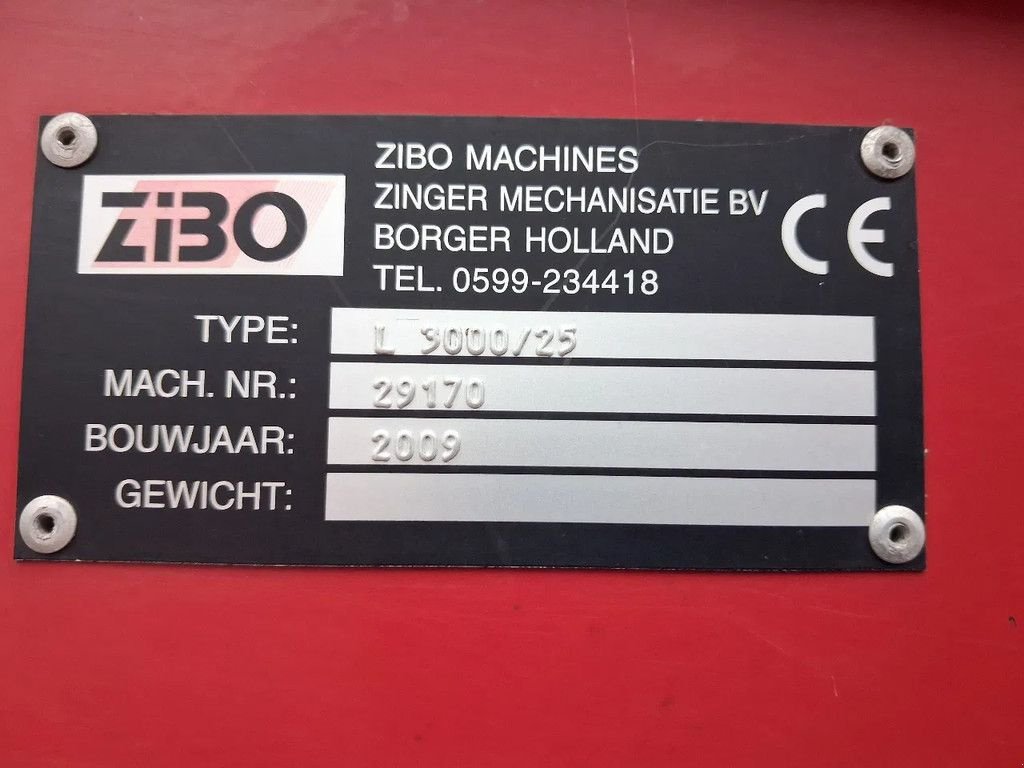 ZIBO
ZIBO MACHINES
ZINGER MECHANISATIE BV
BORGER HOLLAND
TEL. 0599-234418
CE
TYPE: L 3000/25
MACH. NR.: 29170
BOUWJAAR: 2009
GEWICHT: